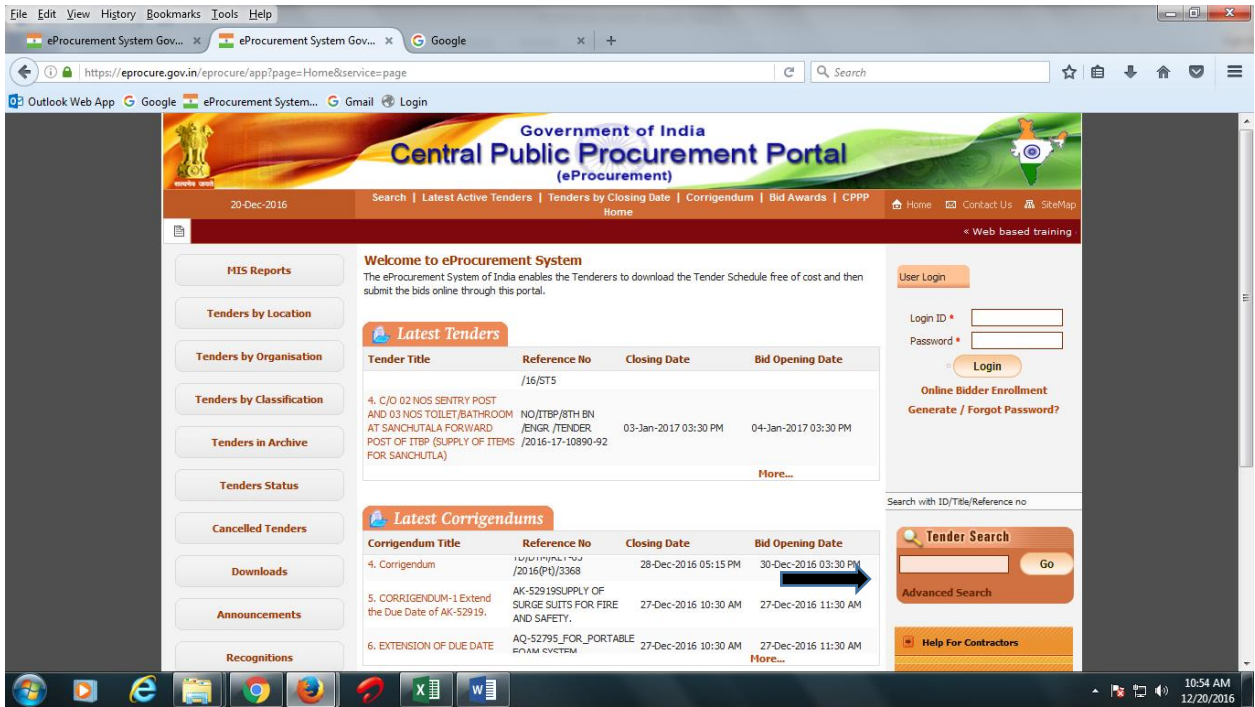 File Edit View History Bookmarks Tools Help
eProcurement System Gov... × eProcurement System Gov... × Google × +
https://eprocure.gov.in/eprocure/app?page=Home&service=page Search
Outlook Web App Google eProcurement System... Gmail Login
Government of India
Central Public Procurement Portal
(eProcurement)
सत्यमेव जयते
20-Dec-2016
Search | Latest Active Tenders | Tenders by Closing Date | Corrigendum | Bid Awards | CPPP
Home
Home Contact Us SiteMap
« Web based training
MIS Reports
Tenders by Location
Tenders by Organisation
Tenders by Classification
Tenders in Archive
Tenders Status
Cancelled Tenders
Downloads
Announcements
Recognitions
Welcome to eProcurement System
The eProcurement System of India enables the Tenderers to download the Tender Schedule free of cost and then
submit the bids online through this portal.
Latest Tenders
Tender Title Reference No Closing Date Bid Opening Date
/16/ST5
4. C/O 02 NOS SENTRY POST
AND 03 NOS TOILET/BATHROOM NO/ITBP/8TH BN
AT SANCHUTALA FORWARD /ENGR /TENDER 03-Jan-2017 03:30 PM 04-Jan-2017 03:30 PM
POST OF ITBP (SUPPLY OF ITEMS /2016-17-10890-92
FOR SANCHUTLA)
More...
Latest Corrigendums
Corrigendum Title Reference No Closing Date Bid Opening Date
4. Corrigendum /2016(Pt)/3368 28-Dec-2016 05:15 PM 30-Dec-2016 03:30 PM
5. CORRIGENDUM-1 Extend AK-52919SUPPLY OF
the Due Date of AK-52919. SURGE SUITS FOR FIRE 27-Dec-2016 10:30 AM 27-Dec-2016 11:30 AM
AND SAFETY.
6. EXTENSION OF DUE DATE AQ-52795_FOR_PORTABLE 27-Dec-2016 10:30 AM 27-Dec-2016 11:30 AM
FOAM SYSTEM
More...
User Login
Login ID *
Password *
Login
Online Bidder Enrollment
Generate / Forgot Password?
Search with ID/Title/Reference no
Tender Search
Go
Advanced Search
Help For Contractors
10:54 AM
12/20/2016